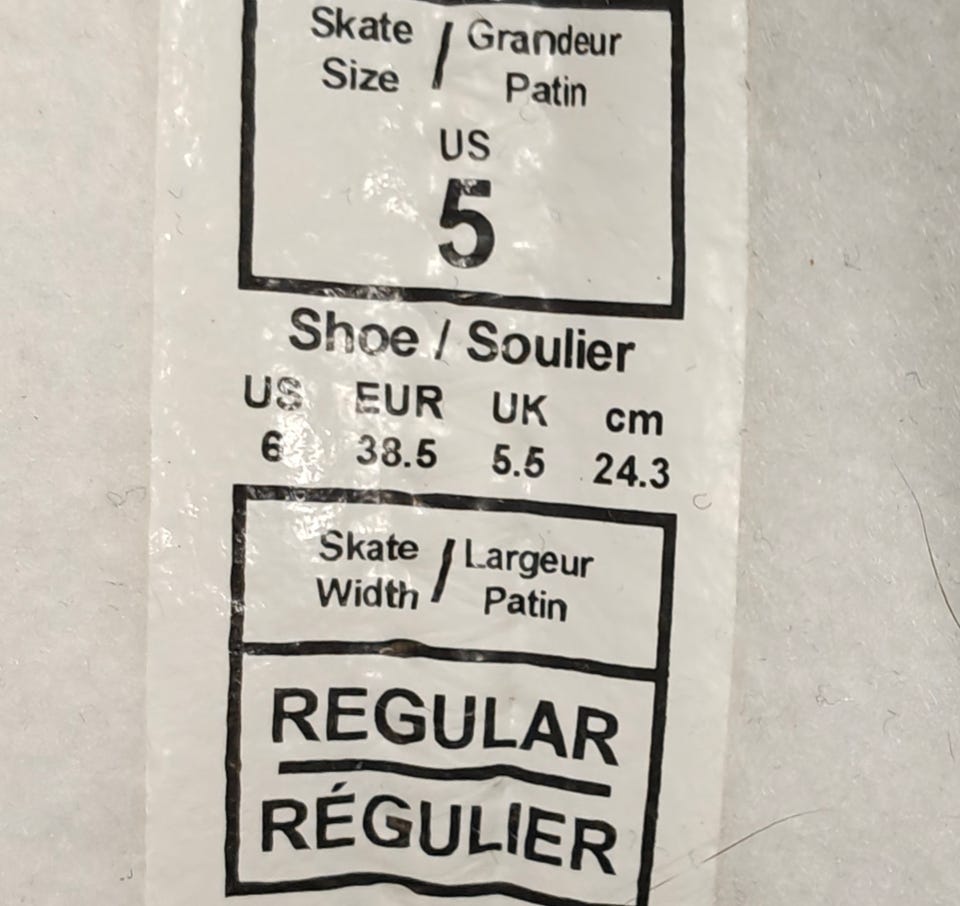 Skate / Grandeur
Size Patin
US
5
Shoe / Soulier
US EUR UK cm
6 38.5 5.5 24.3
Skate / Largeur
Width Patin
REGULAR
RÉGULIER